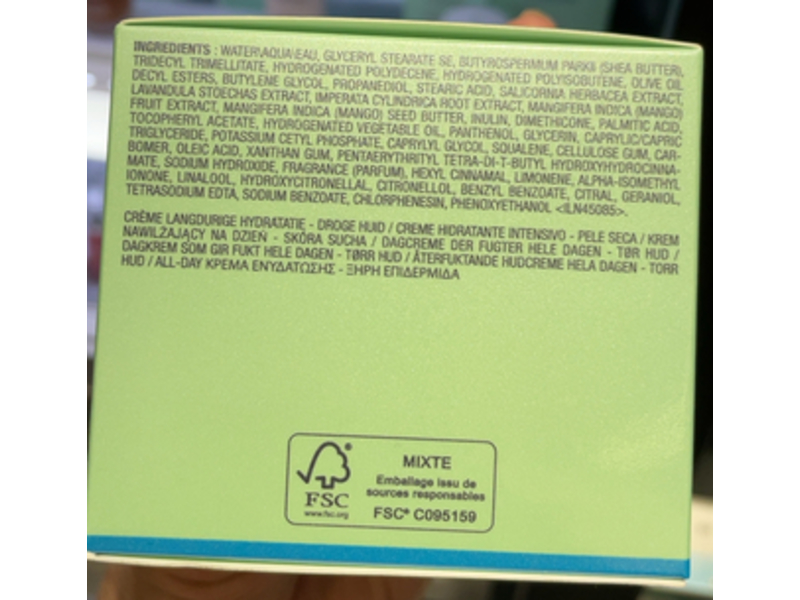 INGREDIENTS : WATER\AQUA\EAU, GLYCERYL STEARATE SE, BUTYROSPERMUM PARKII (SHEA BUTTER),
TRIDECYL TRIMELLITATE, HYDROGENATED POLYDECENE, HYDROGENATED POLYISOBUTENE, OLIVE OIL
DECYL ESTERS, BUTYLENE GLYCOL, PROPANEDIOL, STEARIC ACID, SALICORNIA HERBACEA EXTRACT,
LAVANDULA STOECHAS EXTRACT, IMPERATA CYLINDRICA ROOT EXTRACT, MANGIFERA INDICA (MANGO)
FRUIT EXTRACT, MANGIFERA INDICA (MANGO) SEED BUTTER, INULIN, DIMETHICONE, PALMITIC ACID,
TOCOPHERYL ACETATE, HYDROGENATED VEGETABLE OIL, PANTHENOL, GLYCERIN, CAPRYLIC/CAPRIC
TRIGLYCERIDE, POTASSIUM CETYL PHOSPHATE, CAPRYLYL GLYCOL, SQUALENE, CELLULOSE GUM, CAR-
BOMER, OLEIC ACID, XANTHAN GUM, PENTAERYTHRITYL TETRA-DI-T-BUTYL HYDROXYHYDROCINNA-
MATE, SODIUM HYDROXIDE, FRAGRANCE (PARFUM), HEXYL CINNAMAL, LIMONENE, ALPHA-ISOMETHYL
IONONE, LINALOOL, HYDROXYCITRONELLAL, CITRONELLOL, BENZYL BENZOATE, CITRAL, GERANIOL,
TETRASODIUM EDTA, SODIUM BENZOATE, CHLORPHENESIN, PHENOXYETHANOL <ILN45085>.
CRÈME LANGDURIGE HYDRATATIE - DROGE HUID / CREME HIDRATANTE INTENSIVO - PELE SECA / KREM
NAWILŻAJĄCY NA DZIEŃ - SKÓRA SUCHA / DAGCREME DER FUGTER HELE DAGEN - TØR HUD /
DAGKREM SOM GIR FUKT HELE DAGEN - TØRR HUD / ÅTERFUKTANDE HUDCREME HELA DAGEN - TORR
HUD / ALL-DAY ΚΡΕΜΑ ΕΝΥΔΑΤΩΣΗΣ - ΞΗΡΗ ΕΠΙΔΕΡΜΙΔΑ
MIXTE
Emballage issu de
sources responsables
FSC® C095159
FSC
www.fsc.org